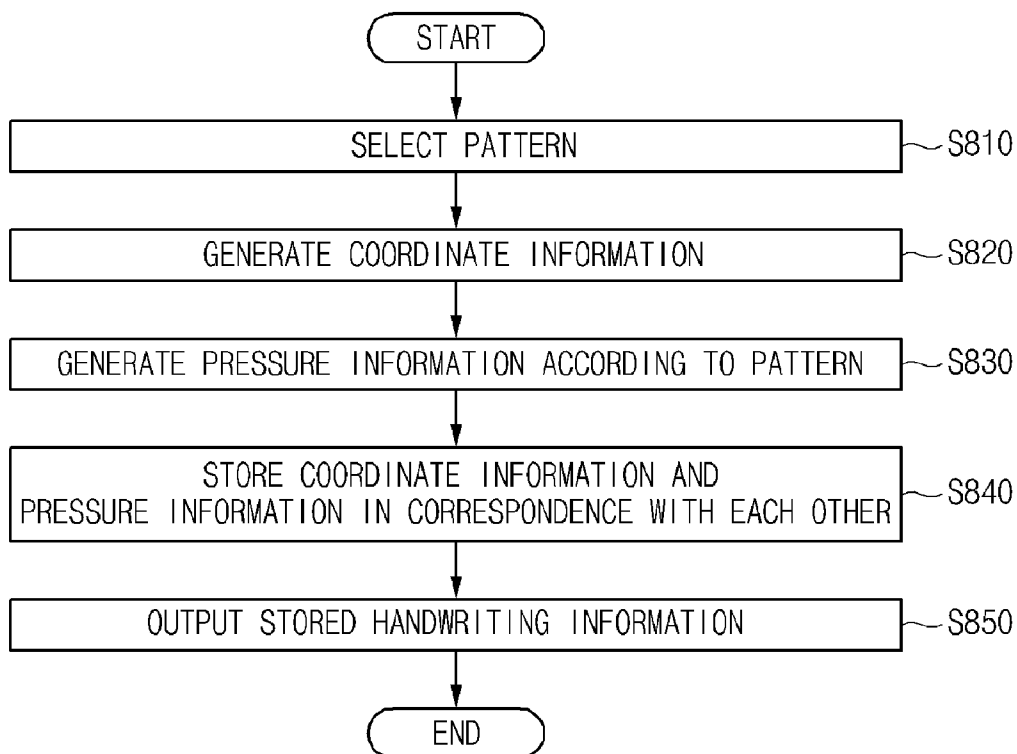 START
SELECT PATTERN
S810
GENERATE COORDINATE INFORMATION
S820
GENERATE PRESSURE INFORMATION ACCORDING TO PATTERN
S830
STORE COORDINATE INFORMATION AND
PRESSURE INFORMATION IN CORRESPONDENCE WITH EACH OTHER
S840
OUTPUT STORED HANDWRITING INFORMATION
S850
END